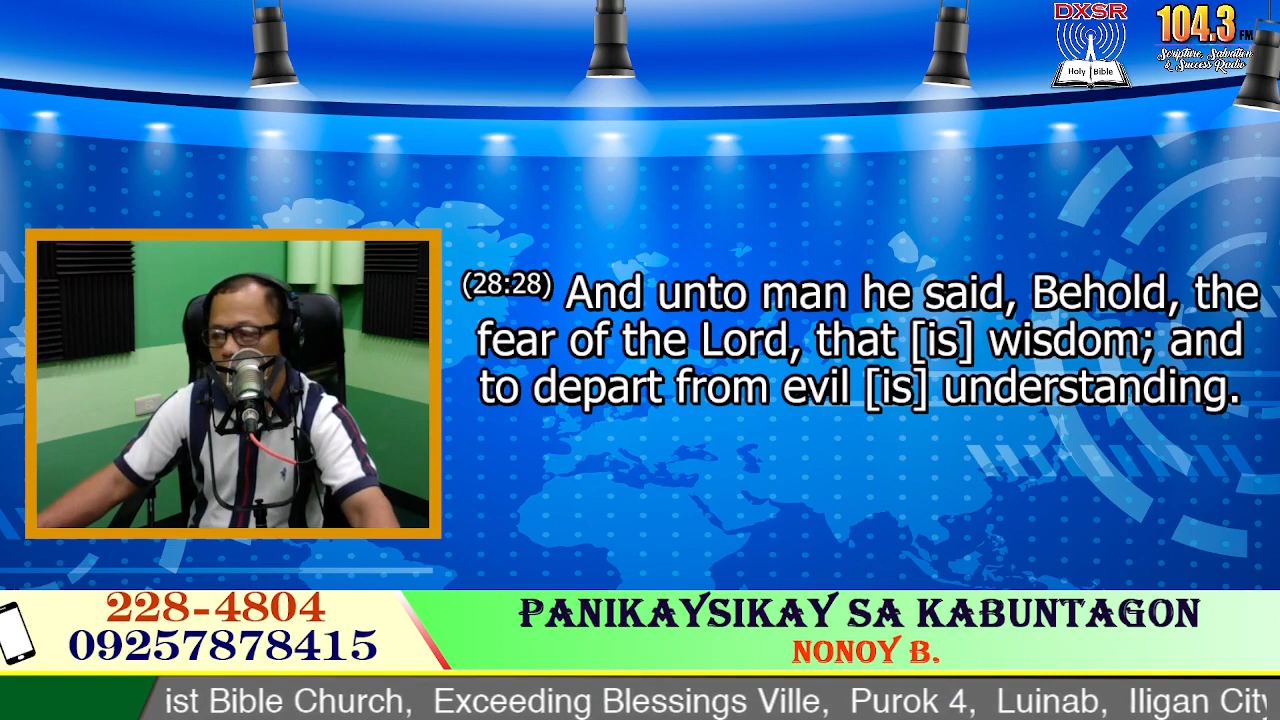 DXSR
Holy Bible
104.3 FM
Scripture, Salvation
& Success Radio
(28:28) And unto man he said, Behold, the
fear of the Lord, that [is] wisdom; and
to depart from evil [is] understanding.
228-4804
09257878415
PANIKAYSIKAY SA KABUNTAGON
NONOY B.
ist Bible Church, Exceeding Blessings Ville, Purok 4, Luinab, Iligan City